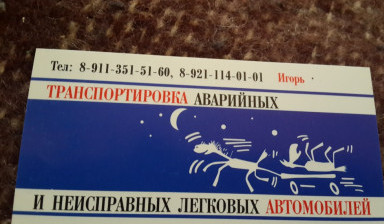 Тел: 8-911-351-51-60, 8-921-114-01-01 Игорь
ТРАНСПОРТИРОВКА АВАРИЙНЫХ
И НЕИСПРАВНЫХ ЛЕГКОВЫХ АВТОМОБИЛЕЙ